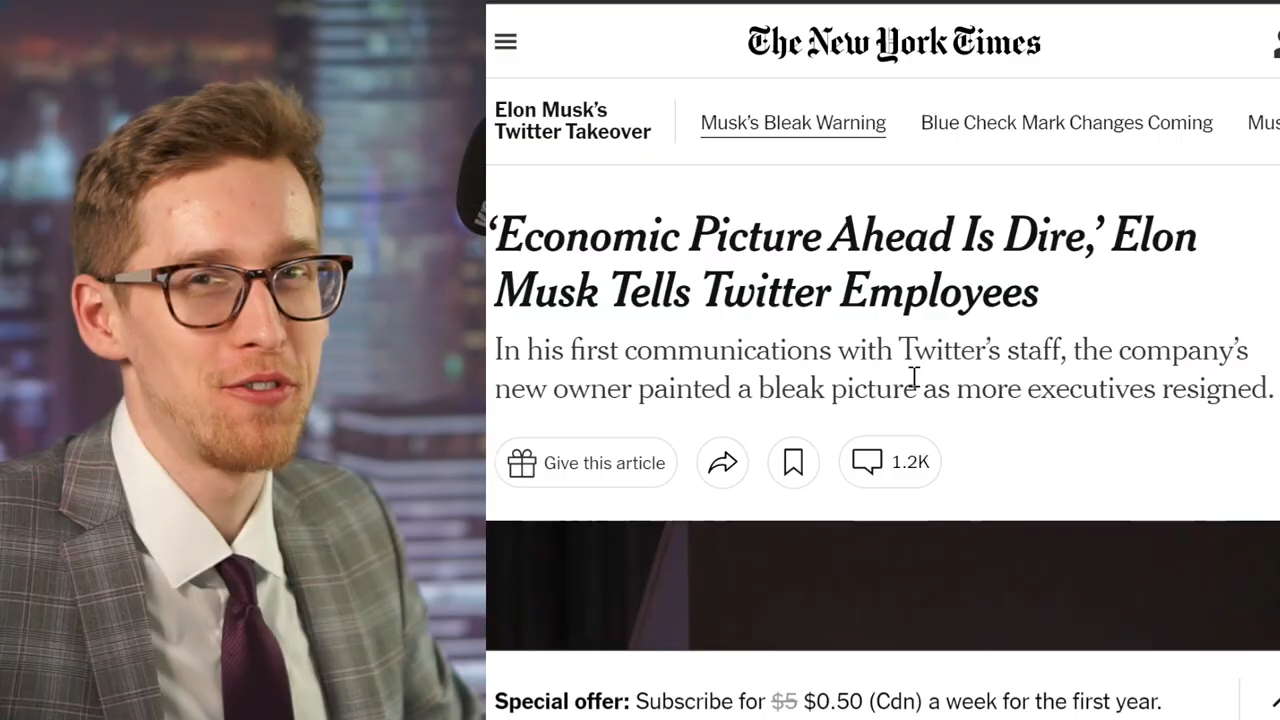 The New York Times
Elon Musk's
Twitter Takeover
Musk's Bleak Warning
Blue Check Mark Changes Coming
Mus
‘Economic Picture Ahead Is Dire,’ Elon
Musk Tells Twitter Employees
In his first communications with Twitter's staff, the company's
new owner painted a bleak picture as more executives resigned.
Give this article
1.2K
Special offer: Subscribe for $5 $0.50 (Cdn) a week for the first year.